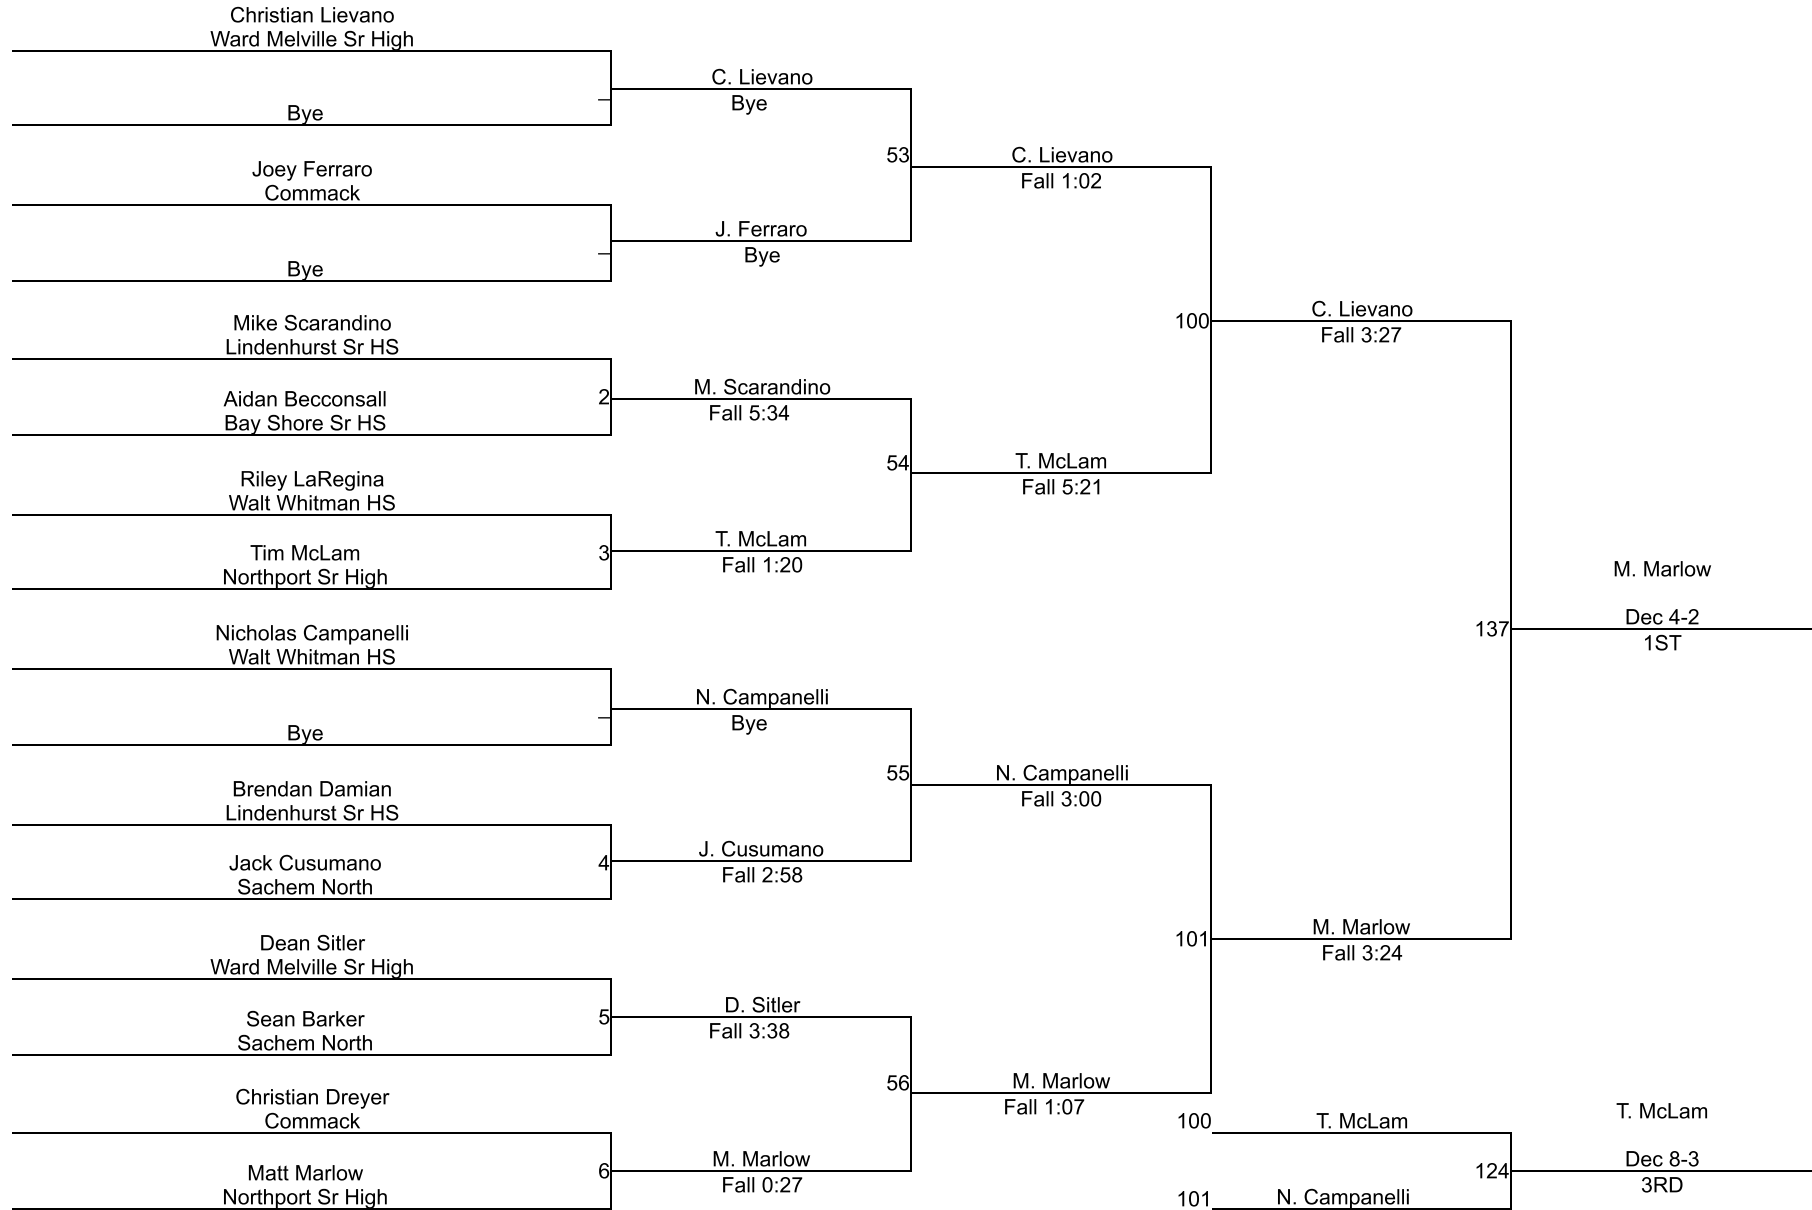 Christian Lievano
Ward Melville Sr High
Bye
Joey Ferraro
Commack
Bye
Mike Scarandino
Lindenhurst Sr HS
Aidan Becconsall
Bay Shore Sr HS
Riley LaRegina
Walt Whitman HS
Tim McLam
Northport Sr High
Nicholas Campanelli
Walt Whitman HS
Bye
Brendan Damian
Lindenhurst Sr HS
Jack Cusumano
Sachem North
Dean Sitler
Ward Melville Sr High
Sean Barker
Sachem North
Christian Dreyer
Commack
Matt Marlow
Northport Sr High
C. Lievano
Bye
J. Ferraro
Bye
2
M. Scarandino
Fall 5:34
3
T. McLam
Fall 1:20
N. Campanelli
Bye
4
J. Cusumano
Fall 2:58
5
D. Sitler
Fall 3:38
6
M. Marlow
Fall 0:27
53
C. Lievano
Fall 1:02
54
T. McLam
Fall 5:21
55
N. Campanelli
Fall 3:00
56
M. Marlow
Fall 1:07
100
C. Lievano
Fall 3:27
101
M. Marlow
Fall 3:24
137
M. Marlow
Dec 4-2
1ST
100
T. McLam
101
N. Campanelli
124
T. McLam
Dec 8-3
3RD